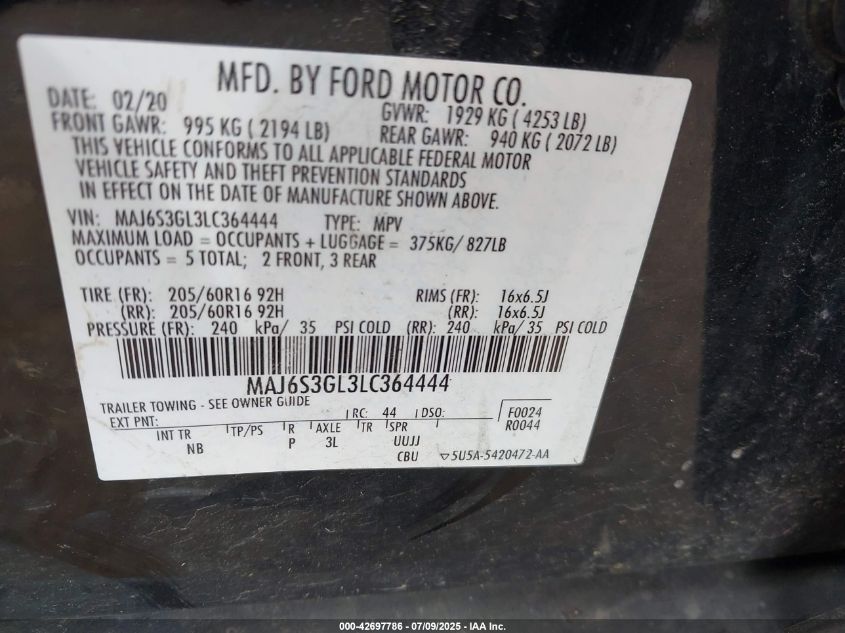 MFD. BY FORD MOTOR CO.
DATE: 02/20 GVWR: 1929 KG ( 4253 LB)
FRONT GAWR: 995 KG ( 2194 LB) REAR GAWR: 940 KG ( 2072 LB)
THIS VEHICLE CONFORMS TO ALL APPLICABLE FEDERAL MOTOR
VEHICLE SAFETY AND THEFT PREVENTION STANDARDS
IN EFFECT ON THE DATE OF MANUFACTURE SHOWN ABOVE.
VIN: MAJ6S3GL3LC364444 TYPE: MPV
MAXIMUM LOAD = OCCUPANTS + LUGGAGE = 375KG/ 827LB
OCCUPANTS = 5 TOTAL; 2 FRONT, 3 REAR
TIRE (FR): 205/60R16 92H RIMS (FR): 16x6.5J
(RR): 205/60R16 92H (RR): 16x6.5J
PRESSURE (FR): 240 kPa/ 35 PSI COLD (RR): 240 kPa/ 35 PSI COLD
MAJ6S3GL3LC364444
TRAILER TOWING - SEE OWNER GUIDE
EXT PNT: RC: 44 DSO: F0024
R0044
INT TR TP/PS R AXLE TR SPR
NB P 3L UUJJ
CBU 5U5A-5420472-AA
000-42697786 - 07/09/2025 - IAA Inc.